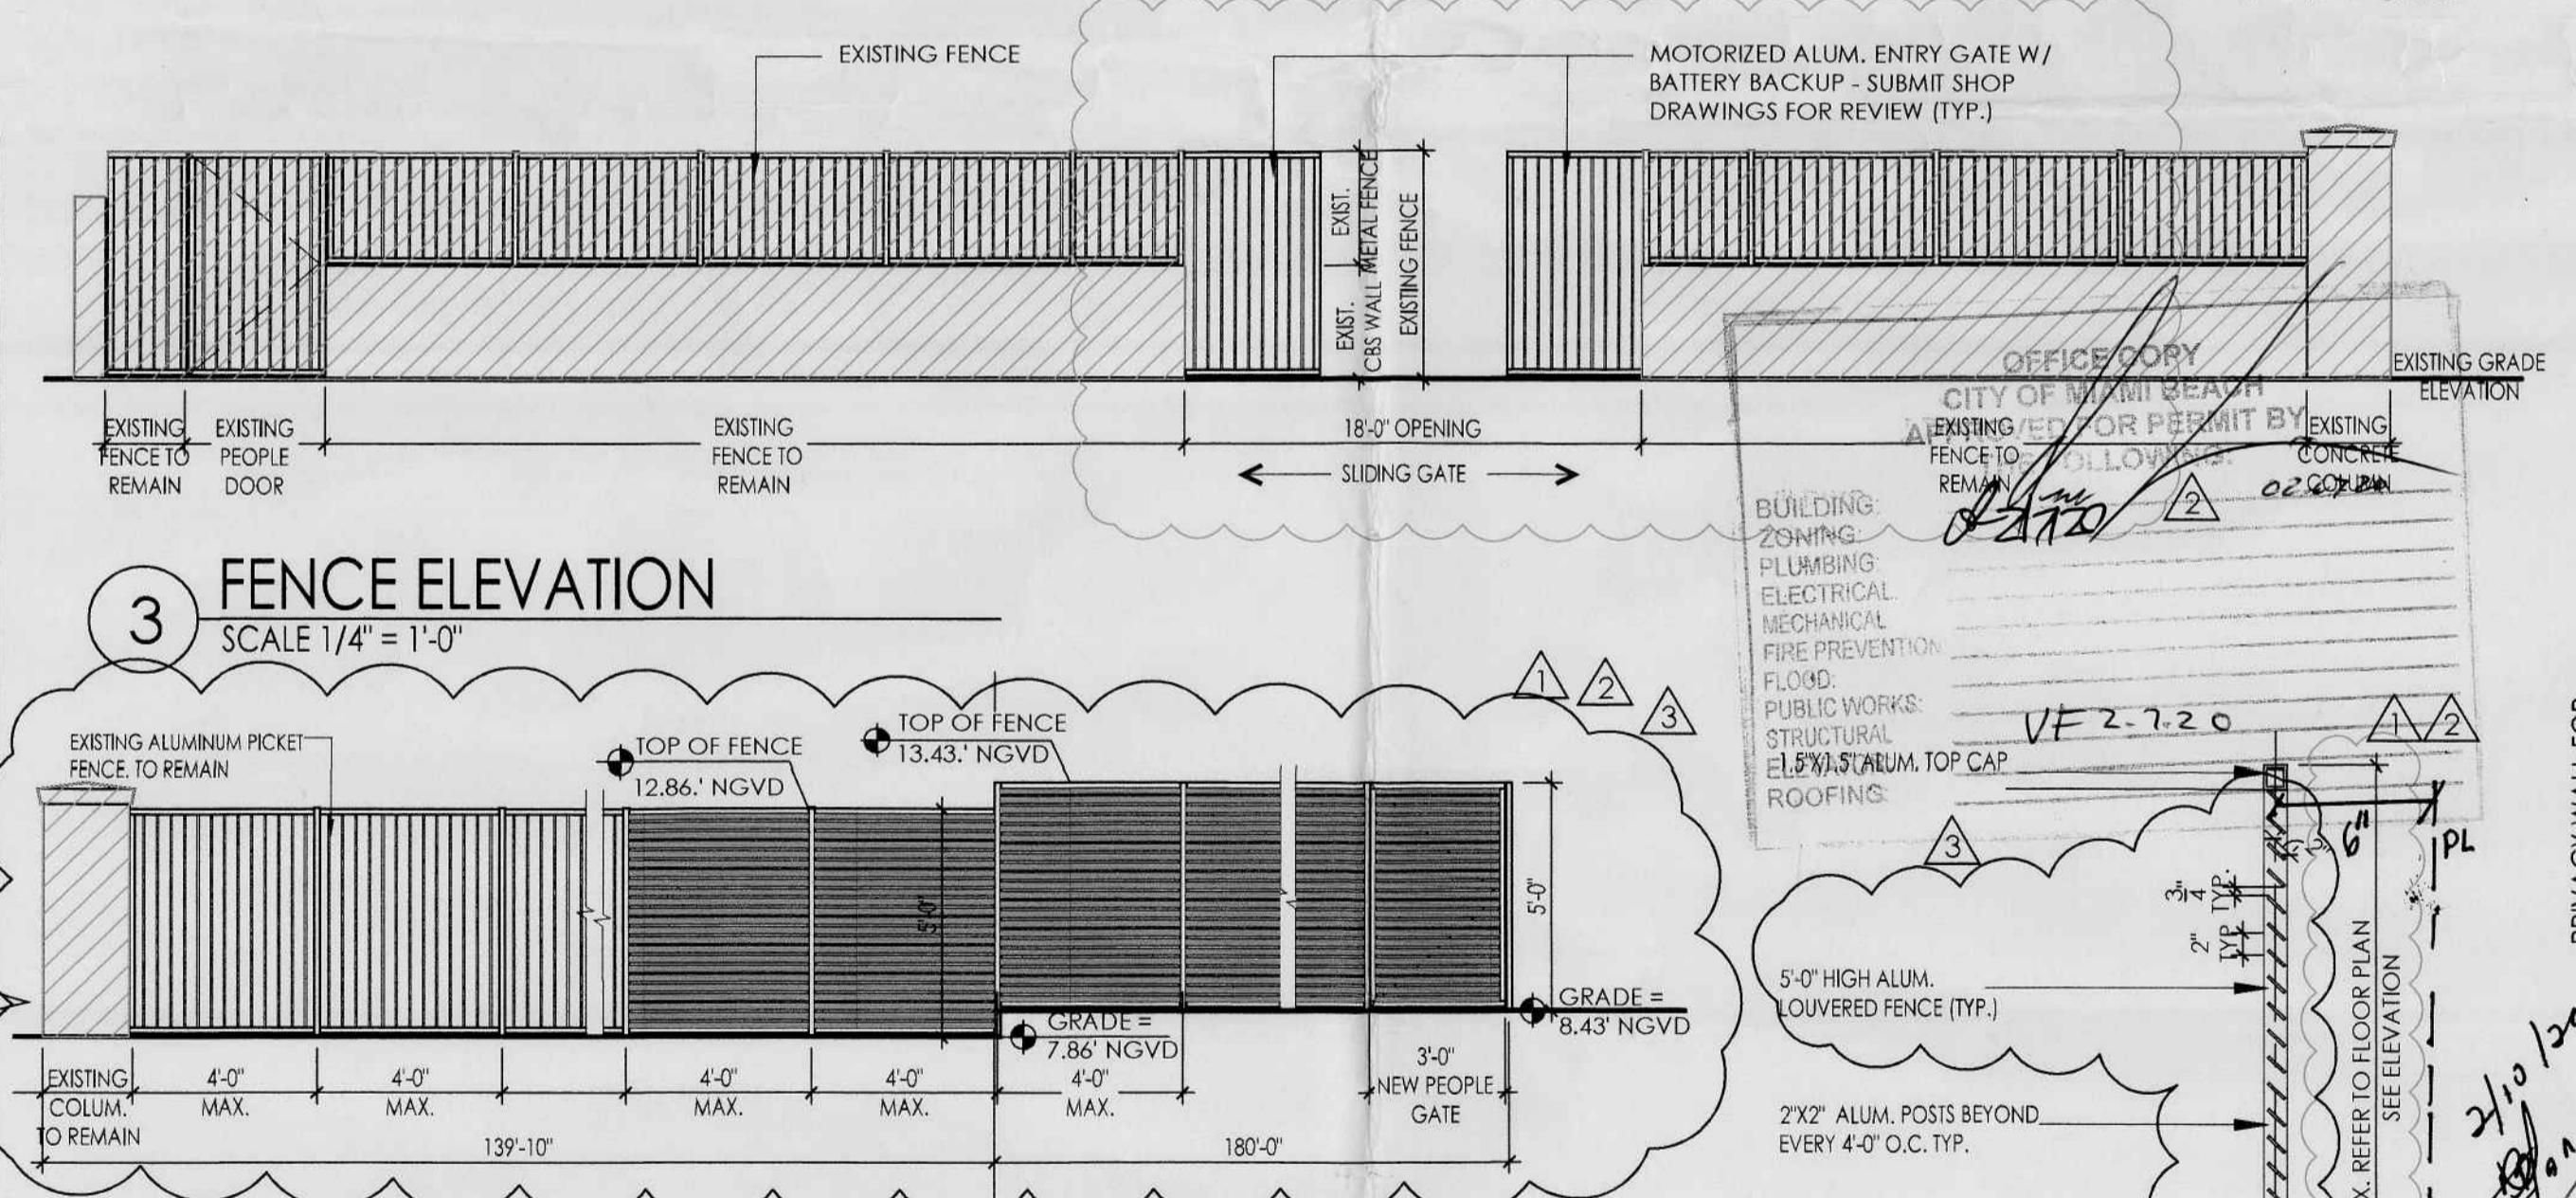 EXISTING FENCE
MOTORIZED ALUM. ENTRY GATE W/
BATTERY BACKUP - SUBMIT SHOP
DRAWINGS FOR REVIEW (TYP.)
EXIST.
METAL FENCE
EXIST.
CBS WALL
EXISTING FENCE
EXISTING GRADE
ELEVATION
EXISTING
FENCE TO
REMAIN
EXISTING
PEOPLE
DOOR
EXISTING
FENCE TO
REMAIN
18'-0" OPENING
SLIDING GATE
EXISTING
FENCE TO
REMAIN
EXISTING
CONCRETE
COLUMN
2
OFFICE COPY
CITY OF MIAMI BEACH
APPROVED FOR PERMIT BY
THE FOLLOWING:
BUILDING:
ZONING:
PLUMBING:
ELECTRICAL
MECHANICAL
FIRE PREVENTION
FLOOD:
PUBLIC WORKS:
STRUCTURAL
VF 2-7-20
ROOFING:
3
FENCE ELEVATION
SCALE 1/4" = 1'-0"
1
2
3
EXISTING ALUMINUM PICKET
FENCE. TO REMAIN
TOP OF FENCE
12.86.' NGVD
TOP OF FENCE
13.43.' NGVD
5'-0"
5'-0"
GRADE =
7.86' NGVD
GRADE =
8.43' NGVD
EXISTING
COLUM.
TO REMAIN
4'-0"
MAX.
4'-0"
MAX.
4'-0"
MAX.
4'-0"
MAX.
4'-0"
MAX.
3'-0"
NEW PEOPLE
GATE
139'-10"
180'-0"
1.5"X1.5" ALUM. TOP CAP
1
2
3
6"
PL
3"
4
TYP.
2"
TYP
5'-0" HIGH ALUM.
LOUVERED FENCE (TYP.)
2"X2" ALUM. POSTS BEYOND
EVERY 4'-0" O.C. TYP.
REFER TO FLOOR PLAN
SEE ELEVATION
2/10/20